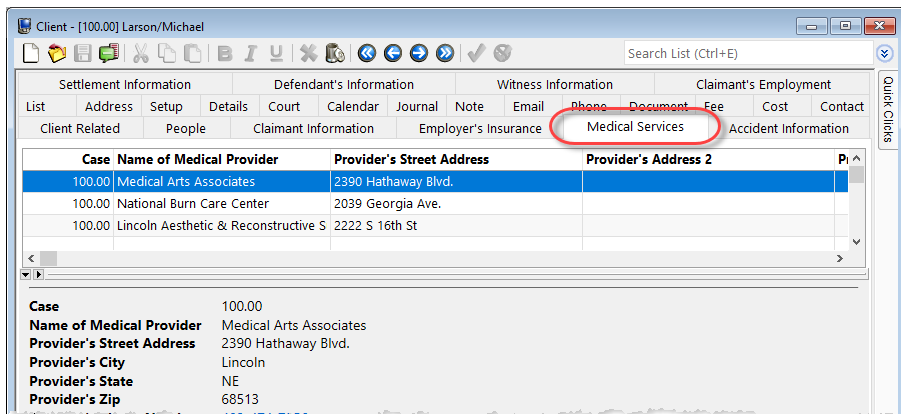 Client - [100.00] Larson/Michael
B I U Search List (Ctrl+E)
Settlement Information Defendant's Information Witness Information Claimant's Employment
List Address Setup Details Court Calendar Journal Note Email Phone Document Fee Cost Contact
Client Related People Claimant Information Employer's Insurance Medical Services Accident Information
Quick Clicks
Case Name of Medical Provider Provider's Street Address Provider's Address 2
100.00 Medical Arts Associates 2390 Hathaway Blvd.
100.00 National Burn Care Center 2039 Georgia Ave.
100.00 Lincoln Aesthetic & Reconstructive S 2222 S 16th St
Case 100.00
Name of Medical Provider Medical Arts Associates
Provider's Street Address 2390 Hathaway Blvd.
Provider's City Lincoln
Provider's State NE
Provider's Zip 68513